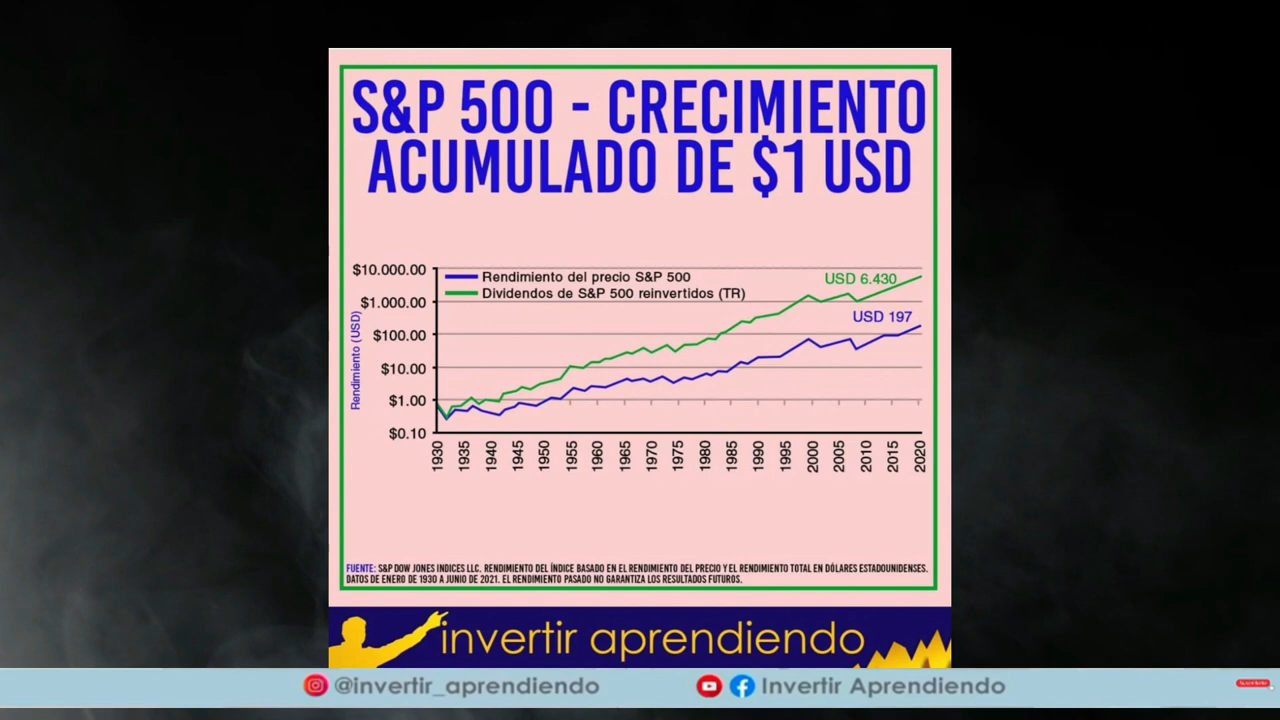 S&P 500 - CRECIMIENTO
ACUMULADO DE $1 USD
$10.000.00
$1.000.00
$100.00
$10.00
$1.00
$0.10
Rendimiento (USD)
Rendimiento del precio S&P 500
Dividendos de S&P 500 reinvertidos (TR)
USD 6.430
USD 197
1930 1935 1940 1945 1950 1955 1960 1965 1970 1975 1980 1985 1990 1995 2000 2005 2010 2015 2020
FUENTE: S&P DOW JONES INDICES LLC. RENDIMIENTO DEL ÍNDICE BASADO EN EL RENDIMIENTO DEL PRECIO Y EL RENDIMIENTO TOTAL EN DÓLARES ESTADOUNIDENSES.
DATOS DE ENERO DE 1930 A JUNIO DE 2021. EL RENDIMIENTO PASADO NO GARANTIZA LOS RESULTADOS FUTUROS.
invertir aprendiendo
@invertir_aprendiendo
Invertir Aprendiendo